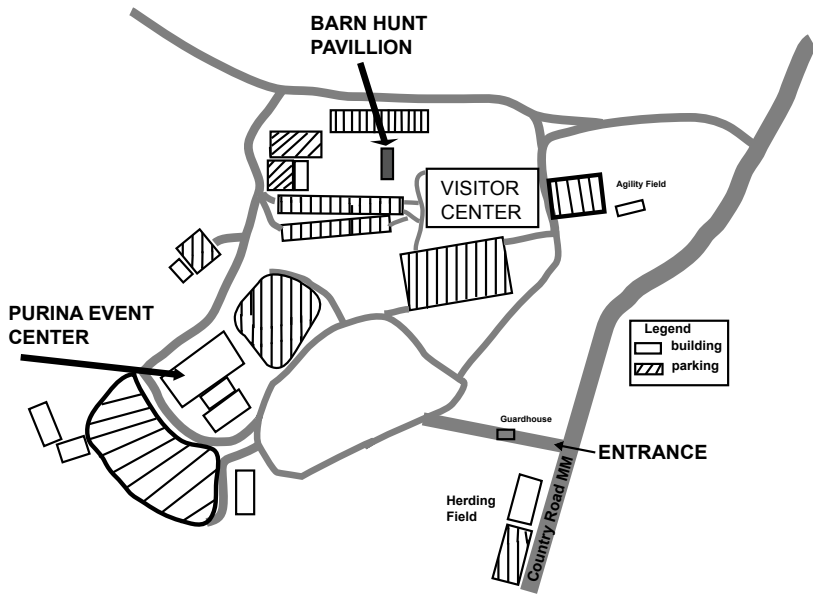 BARN HUNT
PAVILLION
VISITOR
CENTER
Agility Field
PURINA EVENT
CENTER
Legend
building
parking
Guardhouse
ENTRANCE
Country Road MM
Herding
Field